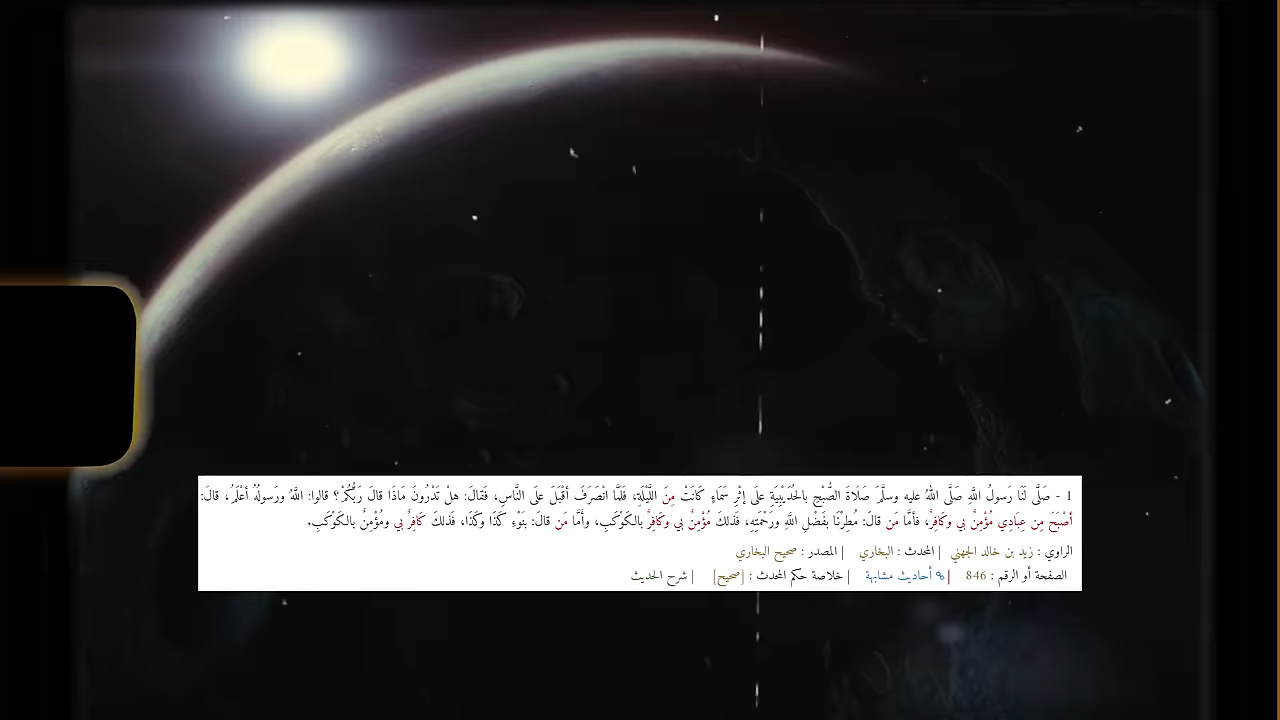 1 - صَلَّى لَنَا رَسولُ اللَّهِ صَلَّى اللهُ عليه وسلَّمَ صَلَاةَ الصُّبْحِ بالحُدَيْبِيَةِ علَى إثْرِ سَمَاءٍ كَانَتْ مِنَ اللَّيْلَةِ، فَلَمَّا انْصَرَفَ أقْبَلَ علَى النَّاسِ، فَقالَ: هلْ تَدْرُونَ مَاذَا قالَ رَبُّكُمْ؟ قالوا: اللَّهُ ورَسولُهُ أعْلَمُ، قالَ:
أصْبَحَ مِن عِبَادِي مُؤْمِنٌ بي وكَافِرٌ، فأمَّا مَن قالَ: مُطِرْنَا بفَضْلِ اللَّهِ ورَحْمَتِهِ، فَذلكَ مُؤْمِنٌ بي وكَافِرٌ بالكَوْكَبِ، وأَمَّا مَن قالَ: بنَوْءِ كَذَا وكَذَا، فَذلكَ كَافِرٌ بي ومُؤْمِنٌ بالكَوْكَبِ.
الراوي : زيد بن خالد الجهني | المحدث : البخاري | المصدر : صحيح البخاري
الصفحة أو الرقم : 846 | أحاديث مشابهة | خلاصة حكم المحدث : [صحيح] | شرح الحديث